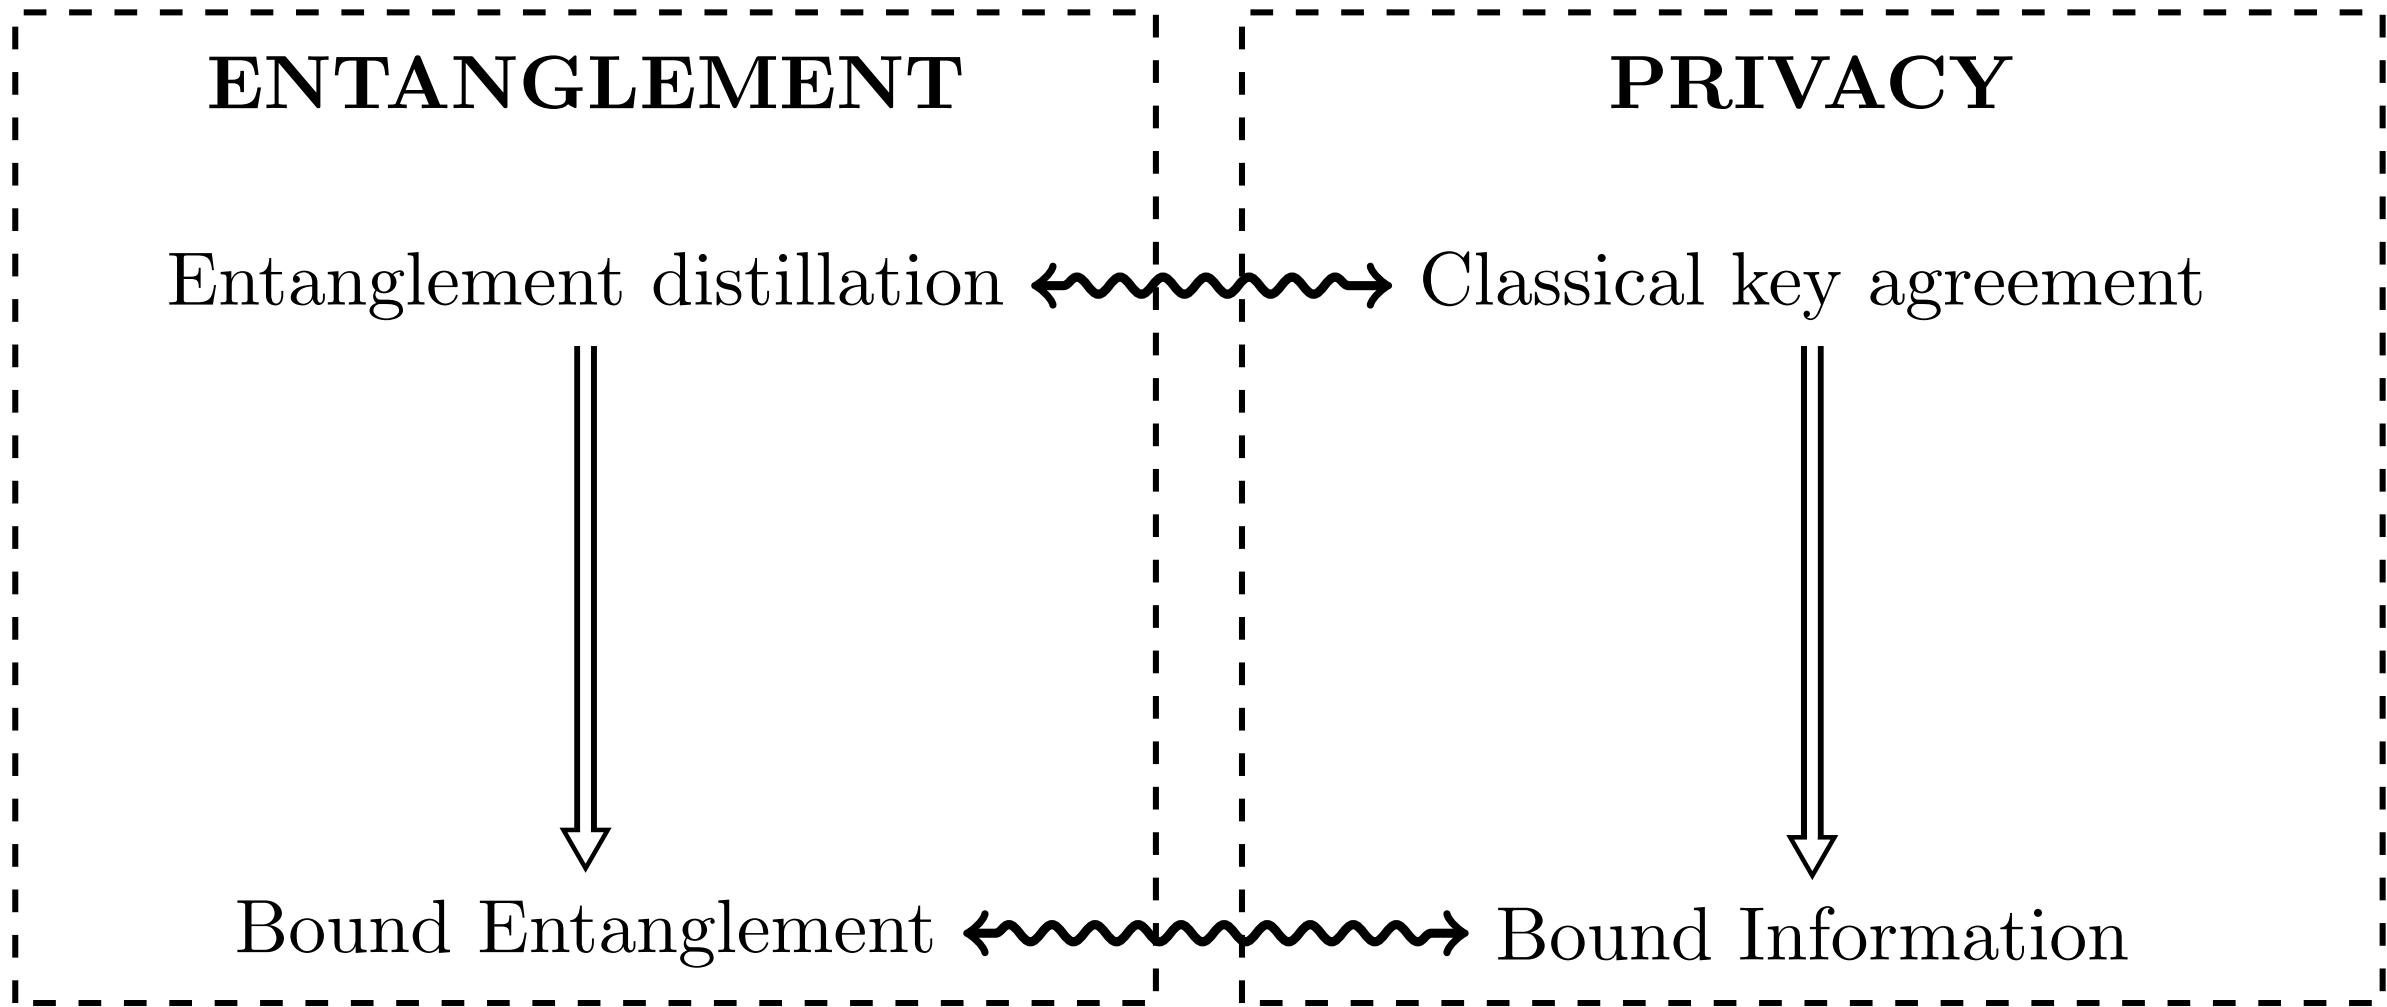 ENTANGLEMENT
PRIVACY
Entanglement distillation
Classical key agreement
Bound Entanglement
Bound Information